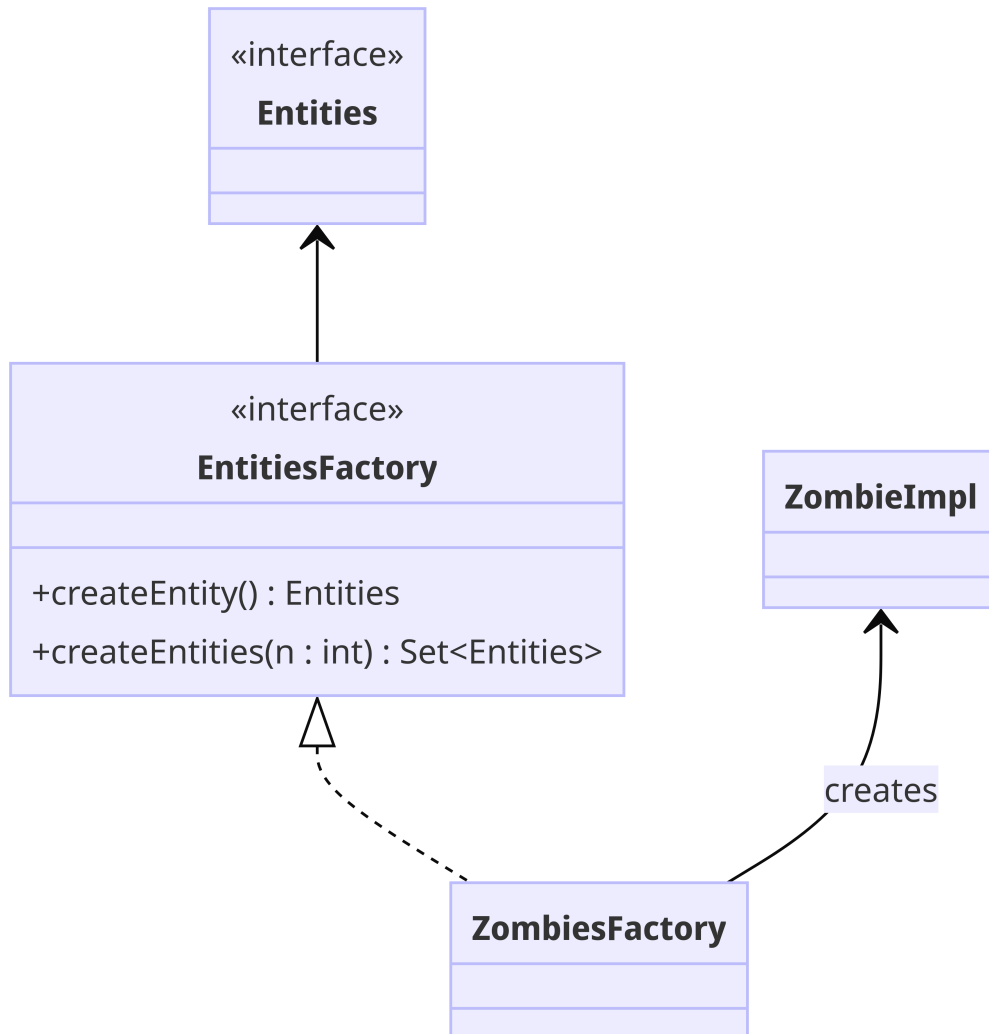 «interface»
Entities
«interface»
EntitiesFactory
+createEntity() : Entities
+createEntities(n : int) : Set<Entities>
ZombieImpl
creates
ZombiesFactory